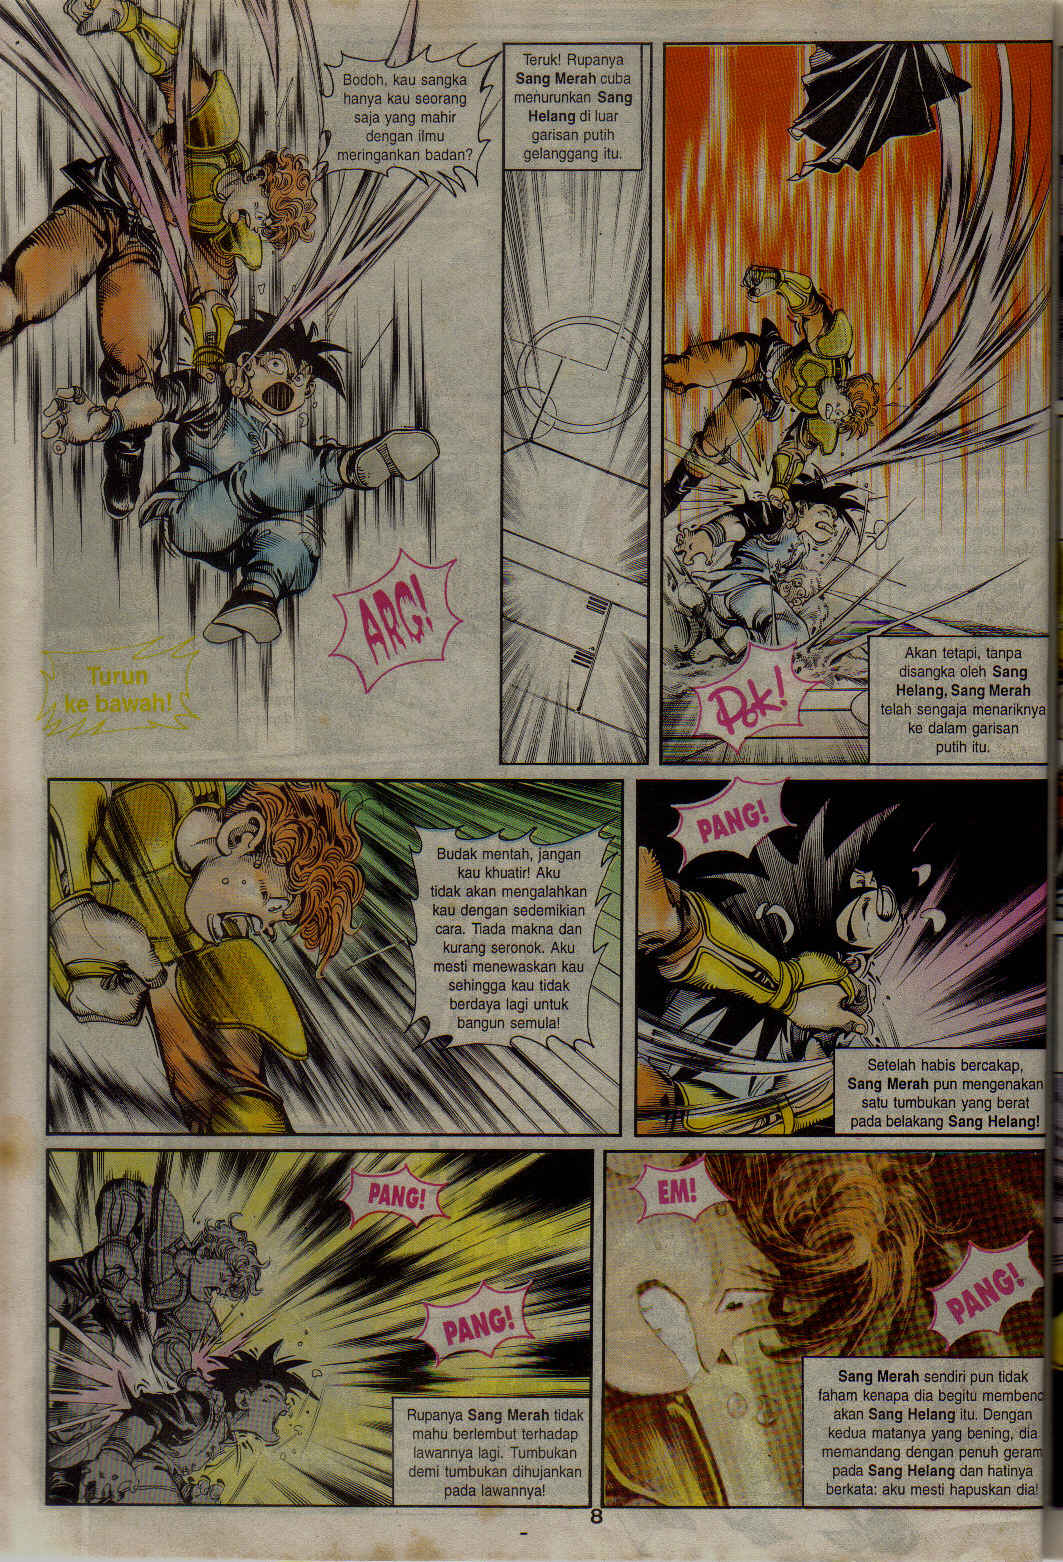 Bodoh, kau sangka
hanya kau seorang
saja yang mahir
dengan ilmu
meringankan badan?
ARG!
Turun
ke bawah!
Teruk! Rupanya
Sang Merah cuba
menurunkan Sang
Helang di luar
garisan putih
gelanggang itu.
POK!
Akan tetapi, tanpa
disangka oleh Sang
Helang, Sang Merah
telah sengaja menariknya
ke dalam garisan
putih itu.
Budak mentah, jangan
kau khuatir! Aku
tidak akan mengalahkan
kau dengan sedemikian
cara. Tiada makna dan
kurang seronok. Aku
mesti menewaskan kau
sehingga kau tidak
berdaya lagi untuk
bangun semula!
PANG!
Setelah habis bercakap,
Sang Merah pun mengenakan
satu tumbukan yang berat
pada belakang Sang Helang!
PANG!
PANG!
Rupanya Sang Merah tidak
mahu berlembut terhadap
lawannya lagi. Tumbukan
demi tumbukan dihujankan
pada lawannya!
EM!
PANG!
Sang Merah sendiri pun tidak
faham kenapa dia begitu membenc
akan Sang Helang itu. Dengan
kedua matanya yang bening, dia
memandang dengan penuh geram
pada Sang Helang dan hatinya
berkata: aku mesti hapuskan dia!
8